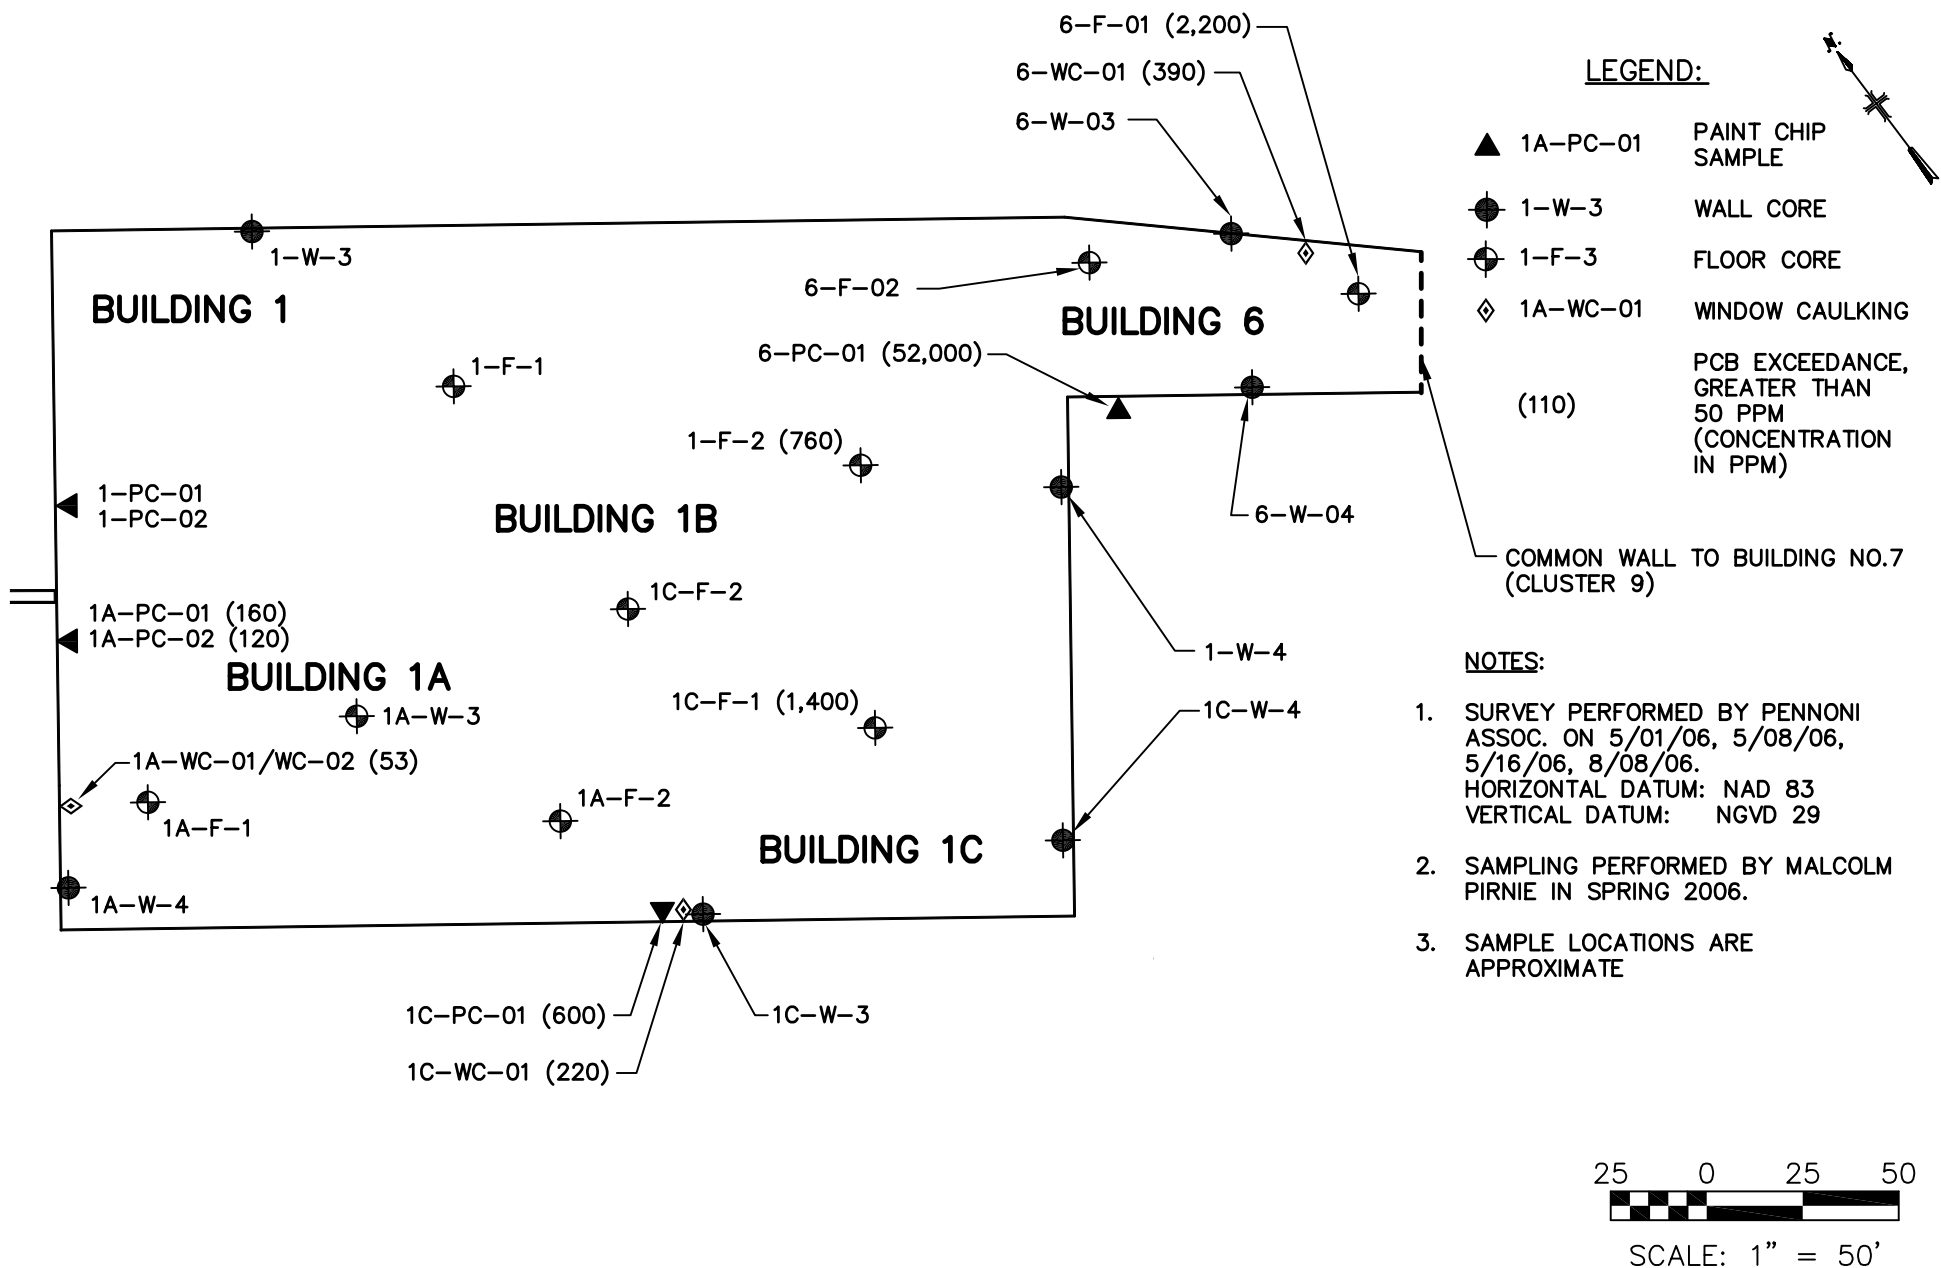 6-F-01 (2,200)
6-WC-01 (390)
6-W-03
1-W-3
BUILDING 1
6-F-02
BUILDING 6
6-PC-01 (52,000)
1-F-1
1-F-2 (760)
1-PC-01
1-PC-02
BUILDING 1B
6-W-04
1C-F-2
1A-PC-01 (160)
1A-PC-02 (120)
BUILDING 1A
1-W-4
1C-F-1 (1,400)
1C-W-4
1A-W-3
1A-WC-01/WC-02 (53)
1A-F-2
1A-F-1
BUILDING 1C
1A-W-4
1C-PC-01 (600)
1C-W-3
1C-WC-01 (220)
N.
LEGEND:
1A-PC-01 PAINT CHIP
SAMPLE
1-W-3 WALL CORE
1-F-3 FLOOR CORE
1A-WC-01 WINDOW CAULKING
(110) PCB EXCEEDANCE,
GREATER THAN
50 PPM
(CONCENTRATION
IN PPM)
COMMON WALL TO BUILDING NO.7
(CLUSTER 9)
NOTES:
1. SURVEY PERFORMED BY PENNONI
ASSOC. ON 5/01/06, 5/08/06,
5/16/06, 8/08/06.
HORIZONTAL DATUM: NAD 83
VERTICAL DATUM: NGVD 29
2. SAMPLING PERFORMED BY MALCOLM
PIRNIE IN SPRING 2006.
3. SAMPLE LOCATIONS ARE
APPROXIMATE
25 0 25 50
SCALE: 1" = 50'